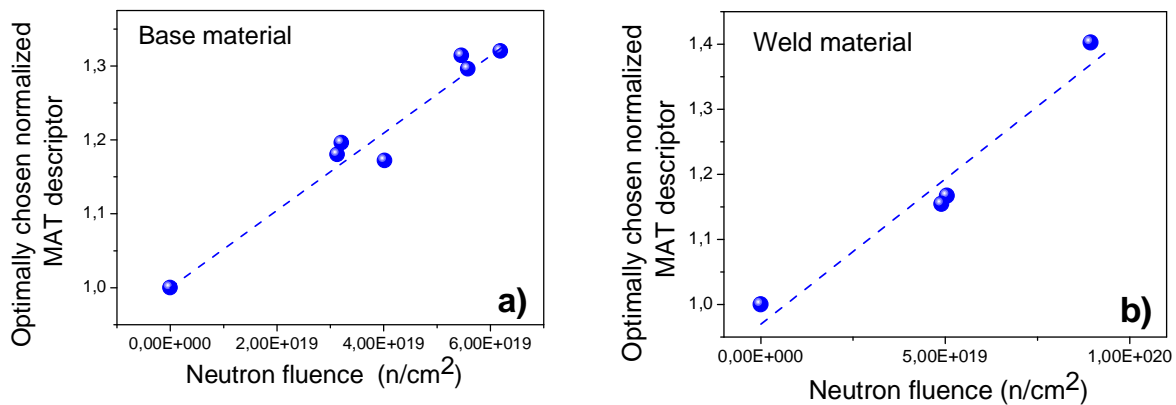 Optimally chosen normalized
MAT descriptor
Base material
1,3
1,2
1,1
1,0
a)
0,00E+000
2,00E+019
4,00E+019
6,00E+019
Neutron fluence (n/cm²)
Optimally chosen normalized
MAT descriptor
Weld material
1,4
1,3
1,2
1,1
1,0
b)
0,00E+000
5,00E+019
1,00E+020
Neutron fluence (n/cm²)